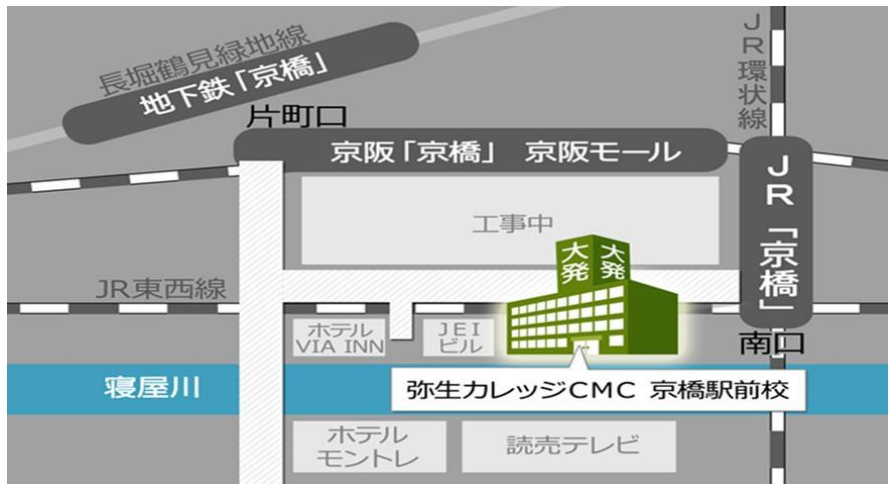 長堀鶴見緑地線
地下鉄「京橋」
片町口
京阪「京橋」 京阪モール
JR環状線
JR「京橋」
工事中
大発
大発
JR東西線
ホテル
VIA INN
JEI
ビル
南口
寝屋川
弥生カレッジCMC 京橋駅前校
ホテル
モントレ
読売テレビ